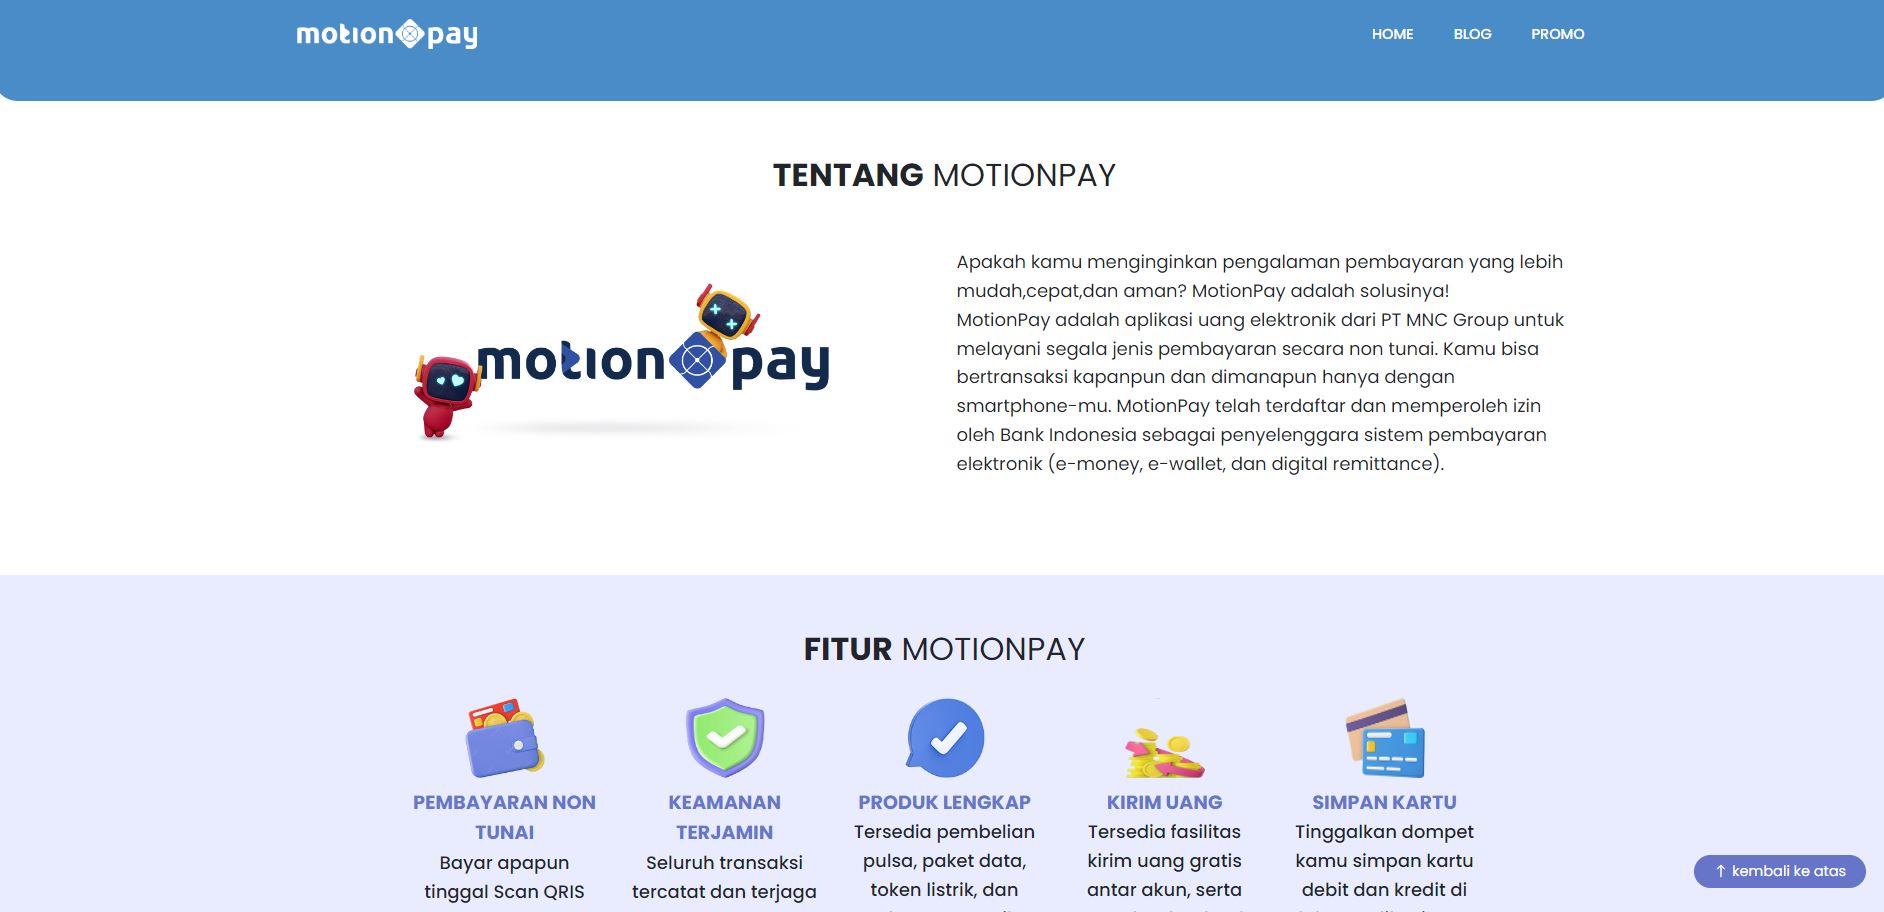 motion pay
HOME BLOG PROMO
TENTANG MOTIONPAY
motion pay
Apakah kamu menginginkan pengalaman pembayaran yang lebih
mudah,cepat,dan aman? MotionPay adalah solusinya!
MotionPay adalah aplikasi uang elektronik dari PT MNC Group untuk
melayani segala jenis pembayaran secara non tunai. Kamu bisa
bertransaksi kapanpun dan dimanapun hanya dengan
smartphone-mu. MotionPay telah terdaftar dan memperoleh izin
oleh Bank Indonesia sebagai penyelenggara sistem pembayaran
elektronik (e-money, e-wallet, dan digital remittance).
FITUR MOTIONPAY
PEMBAYARAN NON
TUNAI
Bayar apapun
tinggal Scan QRIS
KEAMANAN
TERJAMIN
Seluruh transaksi
tercatat dan terjaga
PRODUK LENGKAP
Tersedia pembelian
pulsa, paket data,
token listrik, dan
KIRIM UANG
Tersedia fasilitas
kirim uang gratis
antar akun, serta
SIMPAN KARTU
Tinggalkan dompet
kamu simpan kartu
debit dan kredit di
↑ kembali ke atas